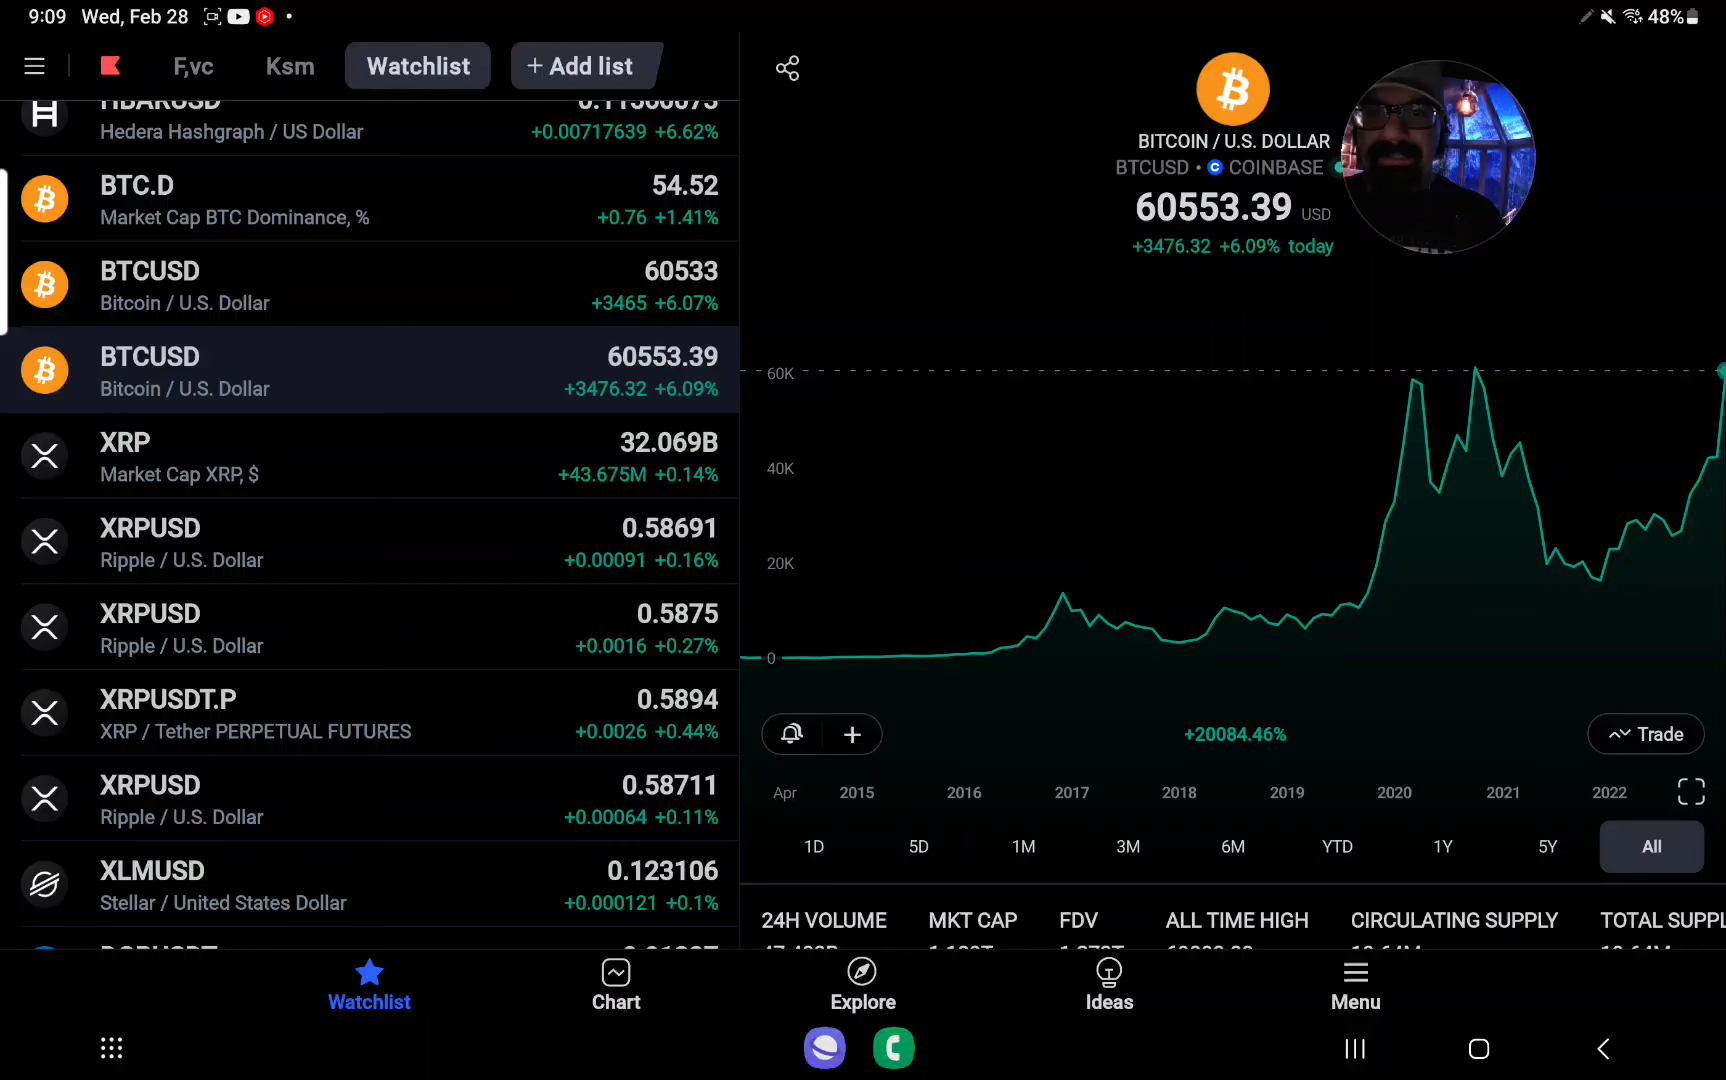 9:09 Wed, Feb 28
48%
F,vc
Ksm
Watchlist
+ Add list
HBARUSD
Hedera Hashgraph / US Dollar
+0.00717639 +6.62%
BTC.D 54.52
Market Cap BTC Dominance, % +0.76 +1.41%
BTCUSD 60533
Bitcoin / U.S. Dollar +3465 +6.07%
BTCUSD 60553.39
Bitcoin / U.S. Dollar +3476.32 +6.09%
XRP 32.069B
Market Cap XRP, $ +43.675M +0.14%
XRPUSD 0.58691
Ripple / U.S. Dollar +0.00091 +0.16%
XRPUSD 0.5875
Ripple / U.S. Dollar +0.0016 +0.27%
XRPUSDT.P 0.5894
XRP / Tether PERPETUAL FUTURES +0.0026 +0.44%
XRPUSD 0.58711
Ripple / U.S. Dollar +0.00064 +0.11%
XLMUSD 0.123106
Stellar / United States Dollar +0.000121 +0.1%
BITCOIN / U.S. DOLLAR
BTCUSD • COINBASE
60553.39 USD
+3476.32 +6.09% today
60K
40K
20K
0
+20084.46%
Trade
Apr 2015 2016 2017 2018 2019 2020 2021 2022
1D 5D 1M 3M 6M YTD 1Y 5Y All
24H VOLUME MKT CAP FDV ALL TIME HIGH CIRCULATING SUPPLY TOTAL SUPPL
Watchlist
Chart
Explore
Ideas
Menu